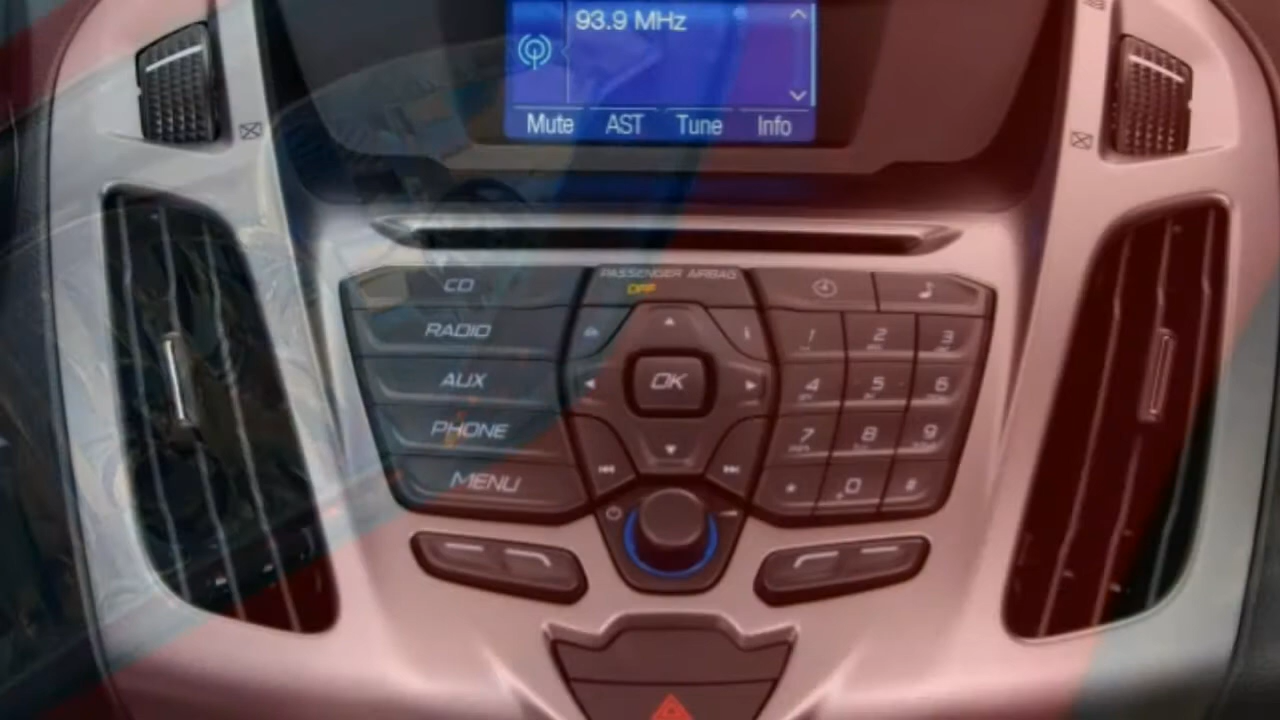 93.9 MHz
Mute AST Tune Info
PASSENGER AIRBAG
OFF
CD
RADIO
AUX
PHONE
MENU
i
OK
1 2 3
4 5 6
7 8 9
* 0 #